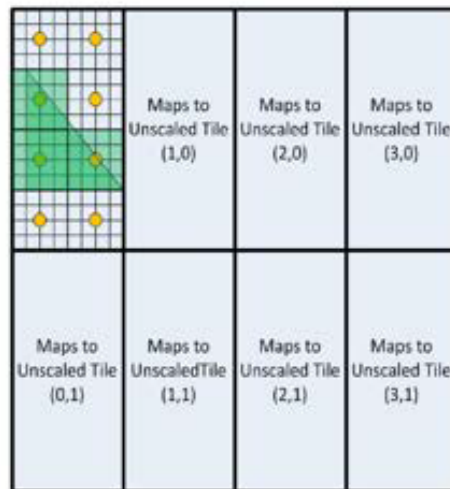 Maps to
Unscaled Tile
(1,0)
Maps to
Unscaled Tile
(2,0)
Maps to
Unscaled Tile
(3,0)
Maps to
Unscaled Tile
(0,1)
Maps to
UnscaledTile
(1,1)
Maps to
Unscaled Tile
(2,1)
Maps to
Unscaled Tile
(3,1)